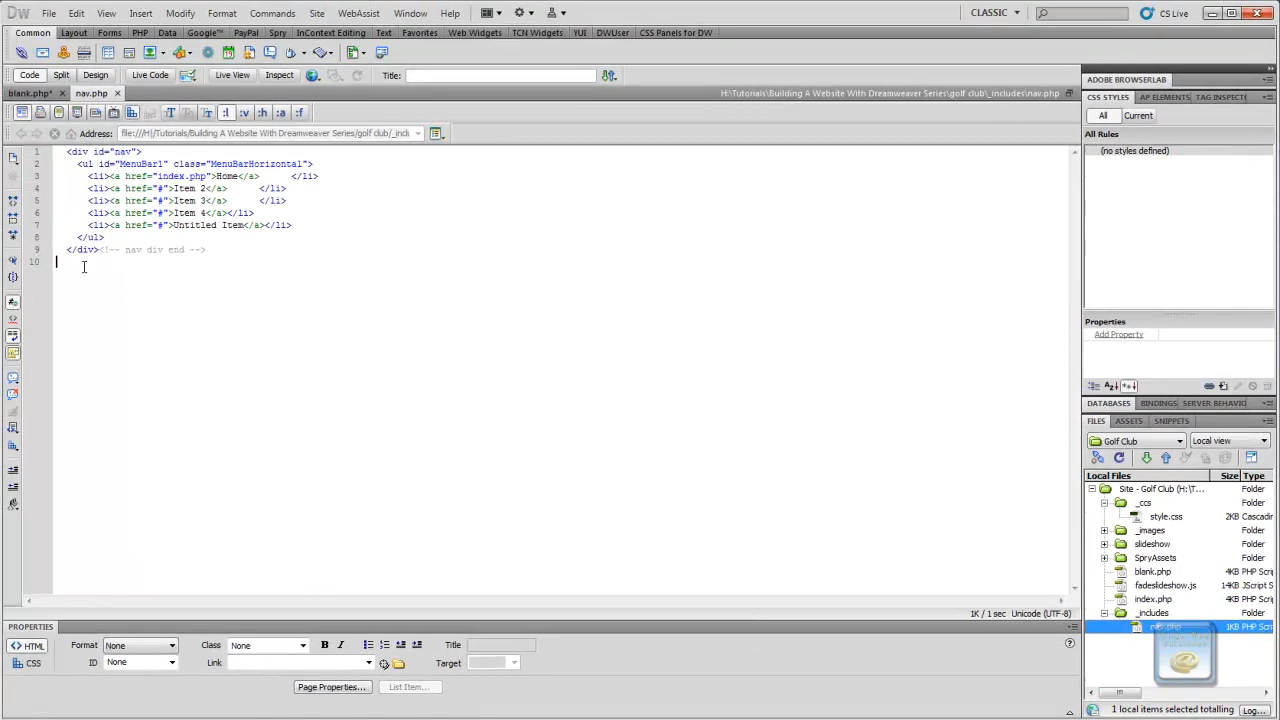 Dw File Edit View Insert Modify Format Commands Site WebAssist Window Help CLASSIC CS Live
Common Layout Forms PHP Data Google™ PayPal Spry InContext Editing Text Favorites Web Widgets TCN Widgets YUI DWUser CSS Panels for DW
Code Split Design Live Code Live View Inspect Title:
blank.php* nav.php H:\Tutorials\Building A Website With Dreamweaver Series\golf club\_includes\nav.php
Address: file:///H|/Tutorials/Building A Website With Dreamweaver Series/golf club/_inclu
1 <div id="nav">
2 <ul id="MenuBar1" class="MenuBarHorizontal">
3 <li><a href="index.php">Home</a> </li>
4 <li><a href="#">Item 2</a> </li>
5 <li><a href="#">Item 3</a> </li>
6 <li><a href="#">Item 4</a></li>
7 <li><a href="#">Untitled Item</a></li>
8 </ul>
9 </div><!-- nav div end -->
10
1K / 1 sec Unicode (UTF-8)
PROPERTIES
HTML Format None Class None B I Title
CSS ID None Link Target
Page Properties... List Item...
ADOBE BROWSERLAB
CSS STYLES AP ELEMENTS TAG INSPECT
All Current
All Rules
(no styles defined)
Properties
Add Property
DATABASES BINDINGS SERVER BEHAVIO
FILES ASSETS SNIPPETS
Golf Club Local view
Local Files Size Type
Site - Golf Club (H:\T... Folder
_ccs Folder
style.css 2KB Cascadin
_images Folder
slideshow Folder
SpryAssets Folder
blank.php 4KB PHP Scrip
fadeslideshow.js 14KB JScript S
index.php 4KB PHP Scrip
_includes Folder
nav.php 1KB PHP Scrip
1 local items selected totalling Log...